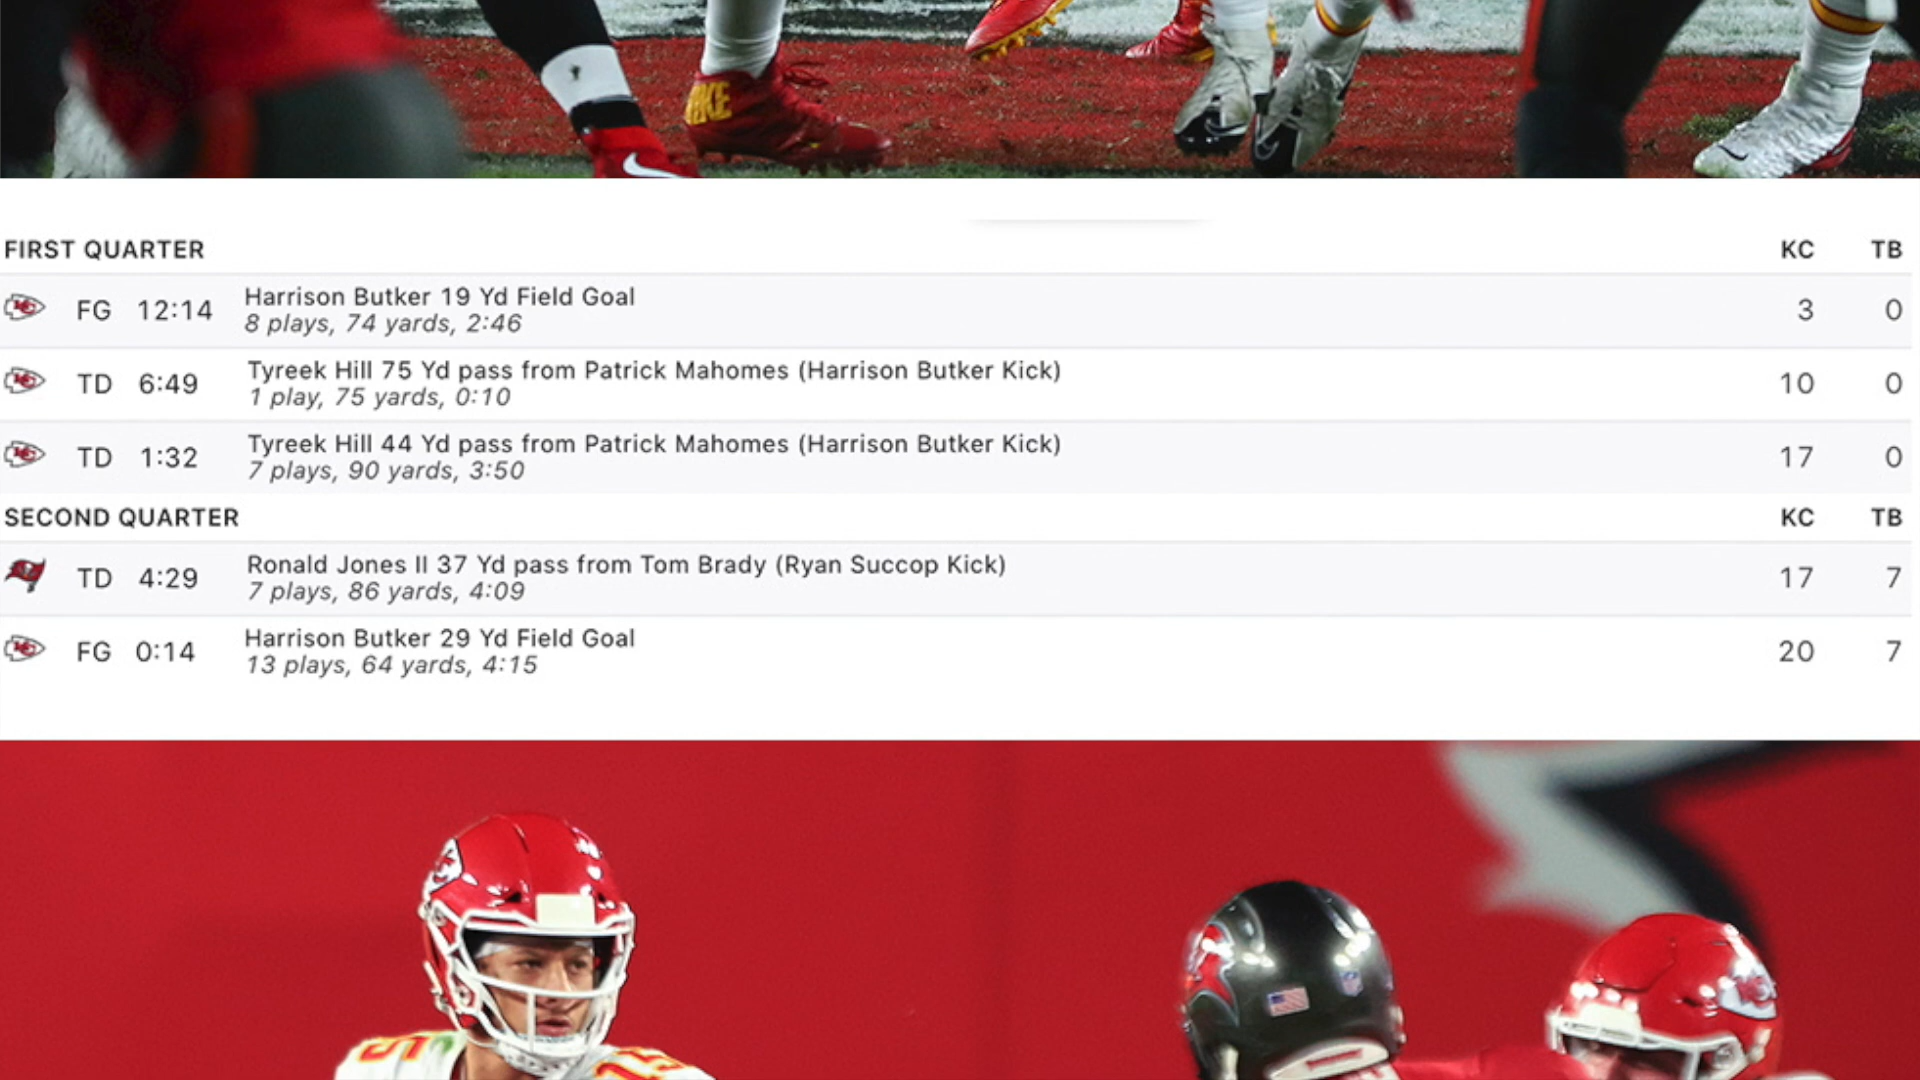 FIRST QUARTER KC TB
FG 12:14 Harrison Butker 19 Yd Field Goal 3 0
8 plays, 74 yards, 2:46
TD 6:49 Tyreek Hill 75 Yd pass from Patrick Mahomes (Harrison Butker Kick) 10 0
1 play, 75 yards, 0:10
TD 1:32 Tyreek Hill 44 Yd pass from Patrick Mahomes (Harrison Butker Kick) 17 0
7 plays, 90 yards, 3:50
SECOND QUARTER KC TB
TD 4:29 Ronald Jones II 37 Yd pass from Tom Brady (Ryan Succop Kick) 17 7
7 plays, 86 yards, 4:09
FG 0:14 Harrison Butker 29 Yd Field Goal 20 7
13 plays, 64 yards, 4:15